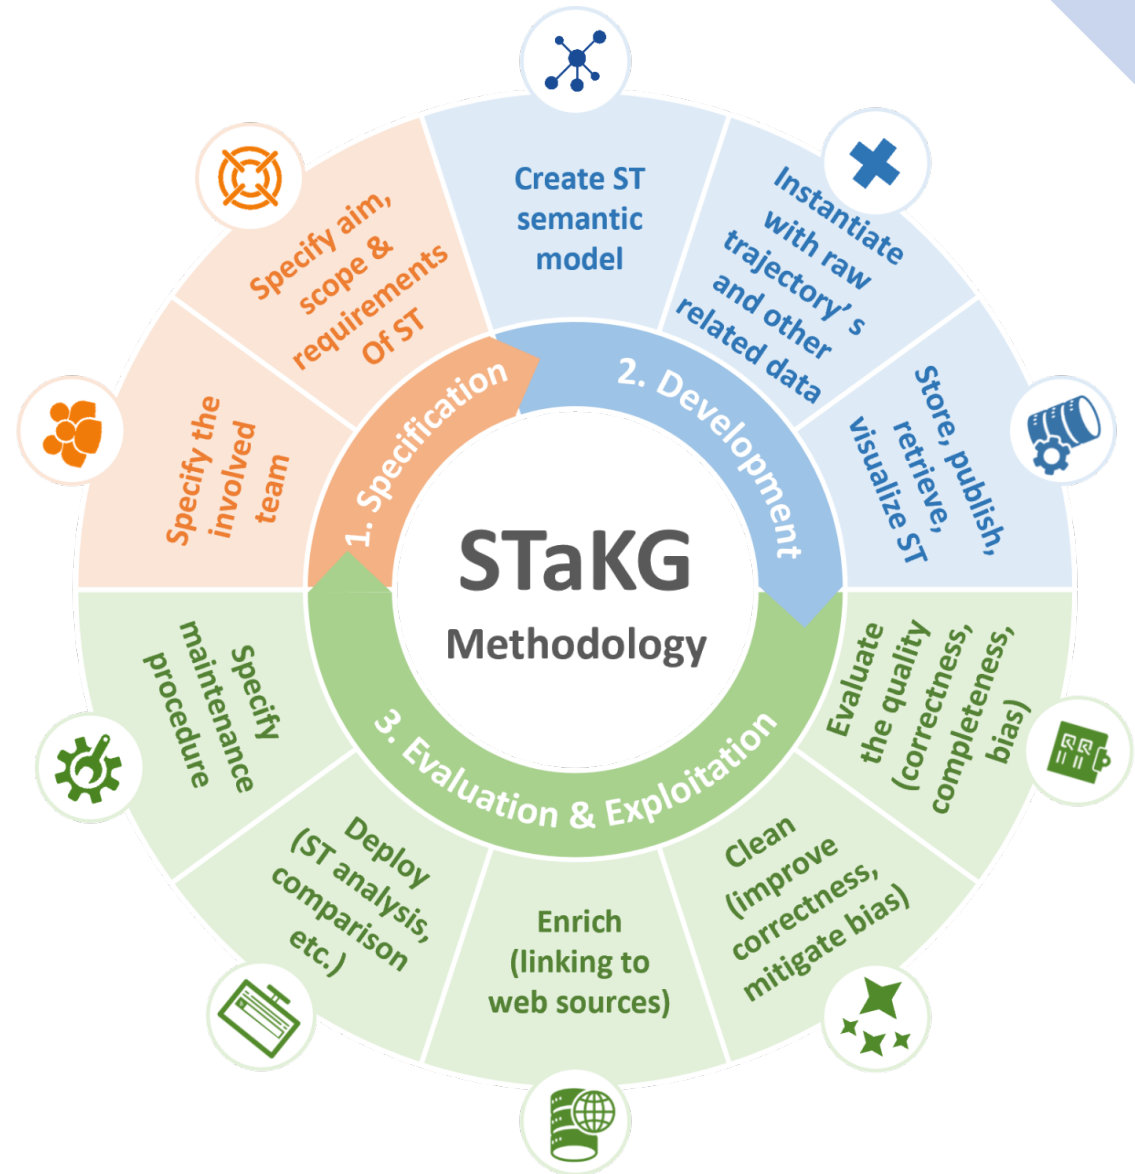 STaKG
Methodology
1. Specification
Specify the
involved
team
Specify aim,
scope &
requirements
Of ST
2. Development
Create ST
semantic
model
Instantiate
with raw
trajectory’s
and other
related data
Store, publish,
retrieve,
visualize ST
3. Evaluation & Exploitation
Evaluate
the quality
(correctness,
completeness,
bias)
Clean
(improve
correctness,
mitigate bias)
Enrich
(linking to
web sources)
Deploy
(ST analysis,
comparison
etc.)
Specify
maintenance
procedure